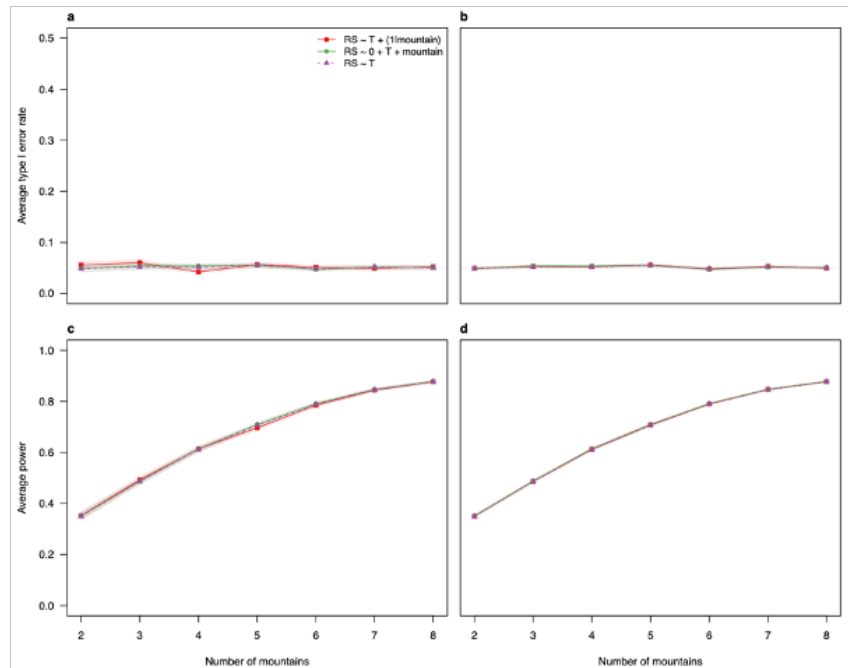 a
b
RS ~ T + (1|mountain)
RS ~ 0 + T + mountain
RS ~ T
0.5
0.4
0.3
0.2
0.1
0.0
Average type I error rate
c
d
1.0
0.8
0.6
0.4
0.2
0.0
Average power
2 3 4 5 6 7 8
2 3 4 5 6 7 8
Number of mountains
Number of mountains